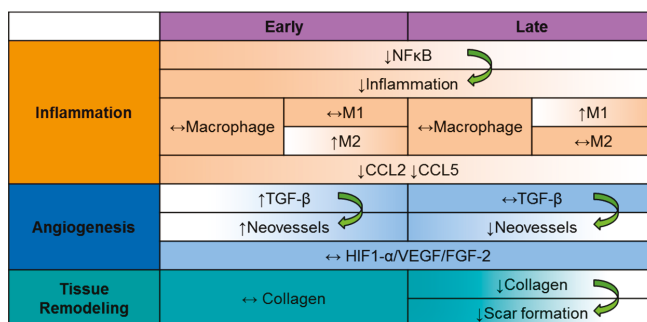 Early Late
↓NFκB
↓Inflammation
Inflammation
↔Macrophage
↔M1
↑M2
↔Macrophage
↑M1
↔M2
↓CCL2 ↓CCL5
Angiogenesis
↑TGF-β
↑Neovessels
↔TGF-β
↓Neovessels
↔ HIF1-α/VEGF/FGF-2
Tissue
Remodeling
↔ Collagen
↓Collagen
↓Scar formation